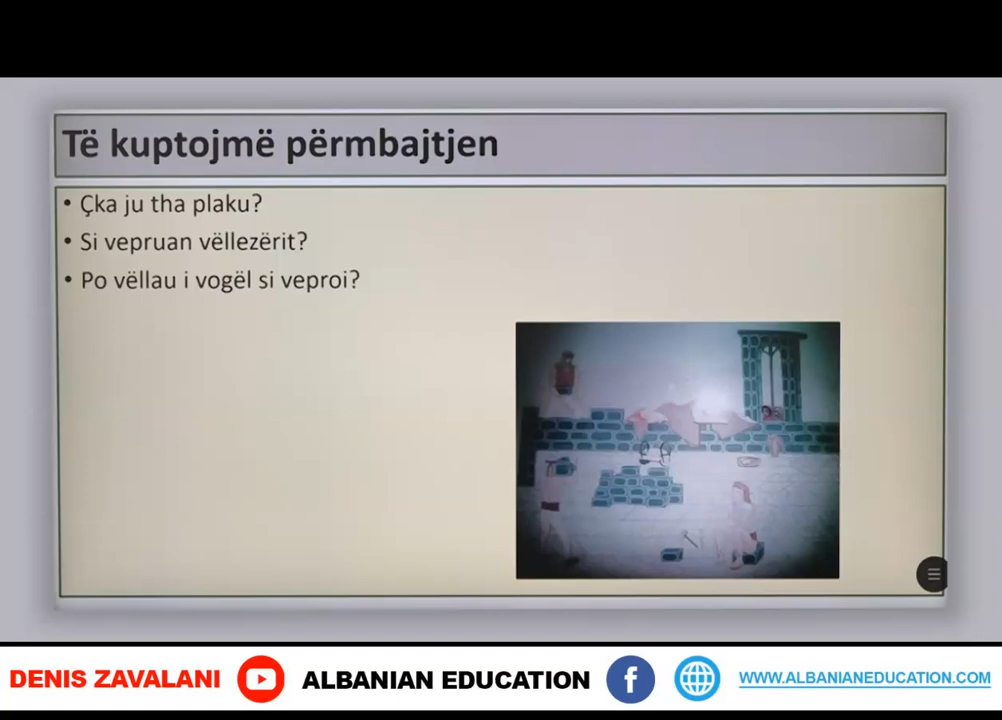 Të kuptojmë përmbajtjen
• Çka ju tha plaku?
• Si vepruan vëllezërit?
• Po vëllau i vogël si veproi?
DENIS ZAVALANI ALBANIAN EDUCATION f WWW.ALBANIANEDUCATION.COM